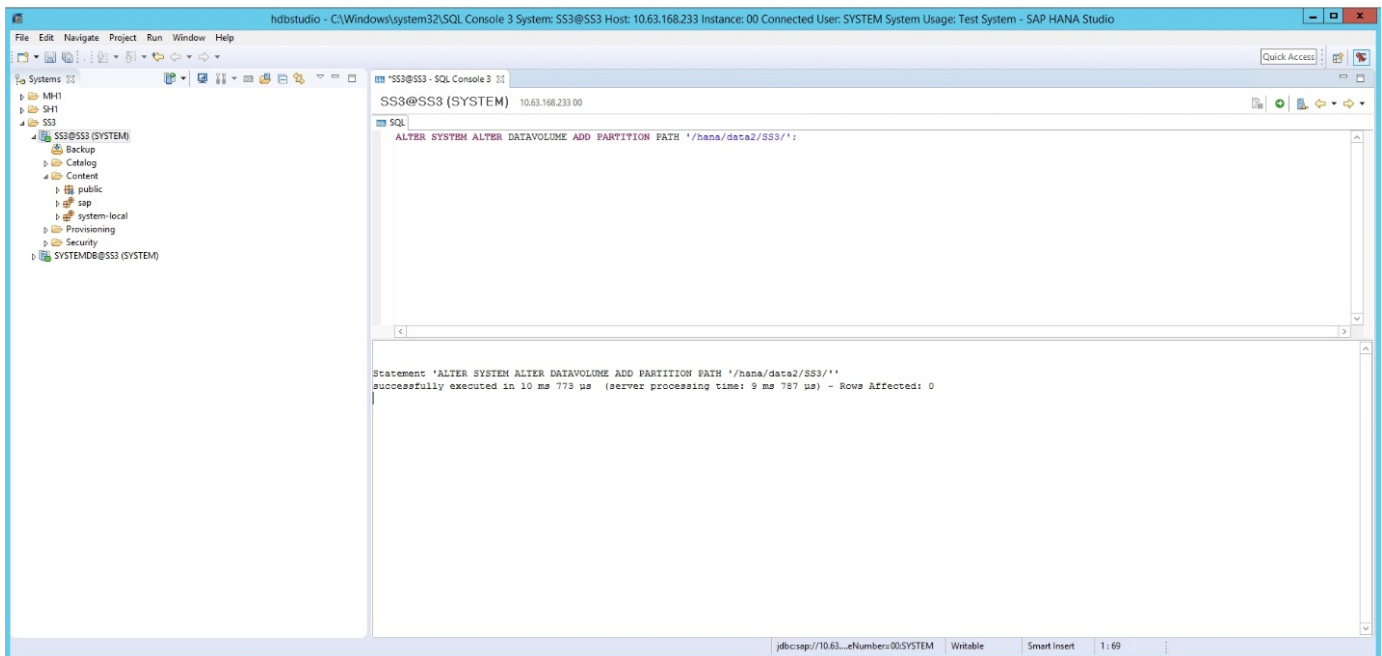 hdbstudio - C:\Windows\system32\SQL Console 3 System: SS3@SS3 Host: 10.63.168.233 Instance: 00 Connected User: SYSTEM System Usage: Test System - SAP HANA Studio
File Edit Navigate Project Run Window Help
Quick Access
Systems
MH1
SH1
SS3
SS3@SS3 (SYSTEM)
Backup
Catalog
Content
public
sap
system-local
Provisioning
Security
SYSTEMDB@SS3 (SYSTEM)
*SS3@SS3 - SQL Console 3
SS3@SS3 (SYSTEM) 10.63.168.233 00
SQL
ALTER SYSTEM ALTER DATAVOLUME ADD PARTITION PATH '/hana/data2/SS3/';
Statement 'ALTER SYSTEM ALTER DATAVOLUME ADD PARTITION PATH '/hana/data2/SS3/''
successfully executed in 10 ms 773 µs (server processing time: 9 ms 787 µs) - Rows Affected: 0
jdbc:sap://10.63....eNumber=00:SYSTEM Writable Smart Insert 1 : 69